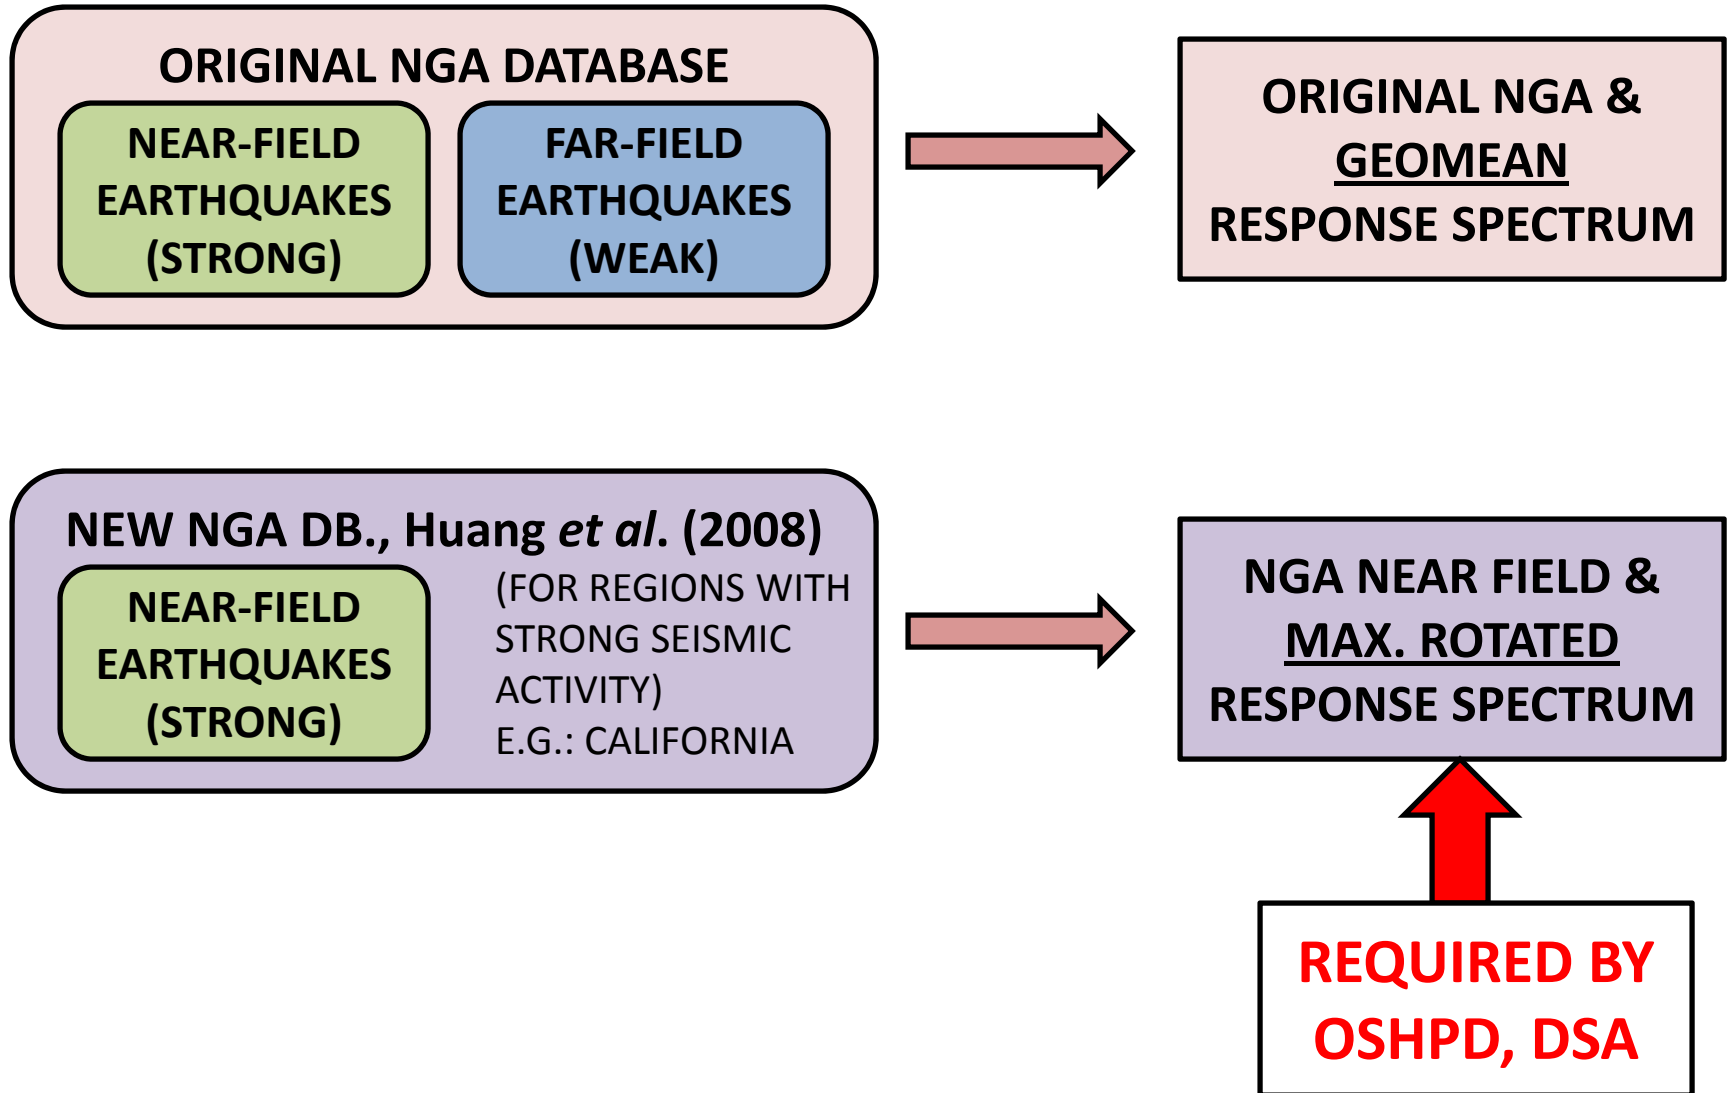 ORIGINAL NGA DATABASE
NEAR-FIELD
EARTHQUAKES
(STRONG)
FAR-FIELD
EARTHQUAKES
(WEAK)
ORIGINAL NGA &
GEOMEAN
RESPONSE SPECTRUM
NEW NGA DB., Huang et al. (2008)
NEAR-FIELD
EARTHQUAKES
(STRONG)
(FOR REGIONS WITH
STRONG SEISMIC
ACTIVITY)
E.G.: CALIFORNIA
NGA NEAR FIELD &
MAX. ROTATED
RESPONSE SPECTRUM
REQUIRED BY
OSHPD, DSA